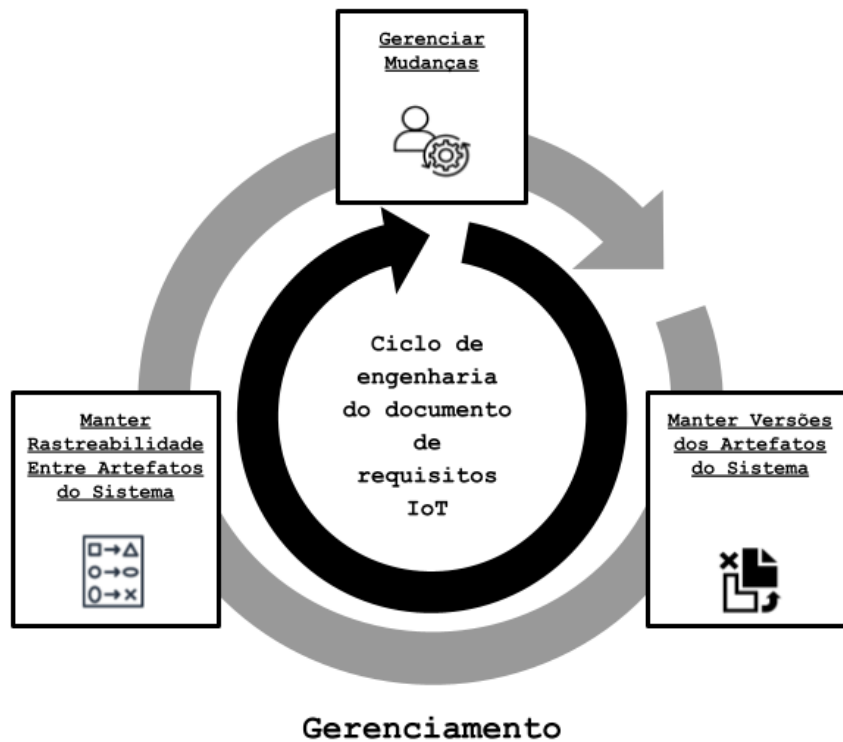 Gerenciar
Mudanças
Ciclo de
engenharia
do documento
de
requisitos
IoT
Manter
Rastreabilidade
Entre Artefatos
do Sistema
Manter Versões
dos Artefatos
do Sistema
Gerenciamento